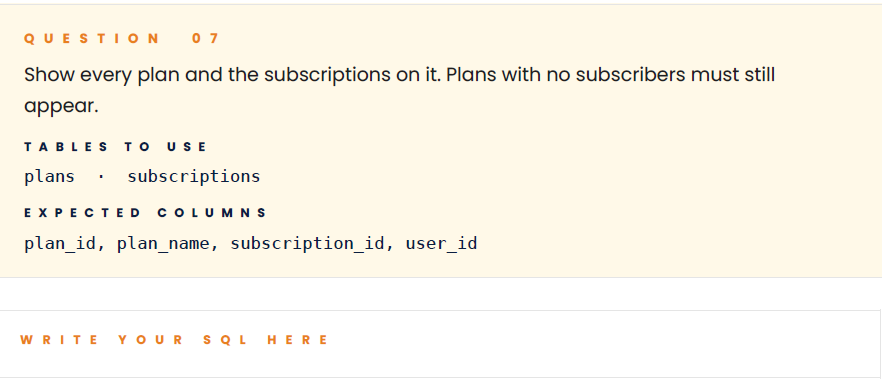 QUESTION 07
Show every plan and the subscriptions on it. Plans with no subscribers must still
appear.
TABLES TO USE
plans · subscriptions
EXPECTED COLUMNS
plan_id, plan_name, subscription_id, user_id
WRITE YOUR SQL HERE